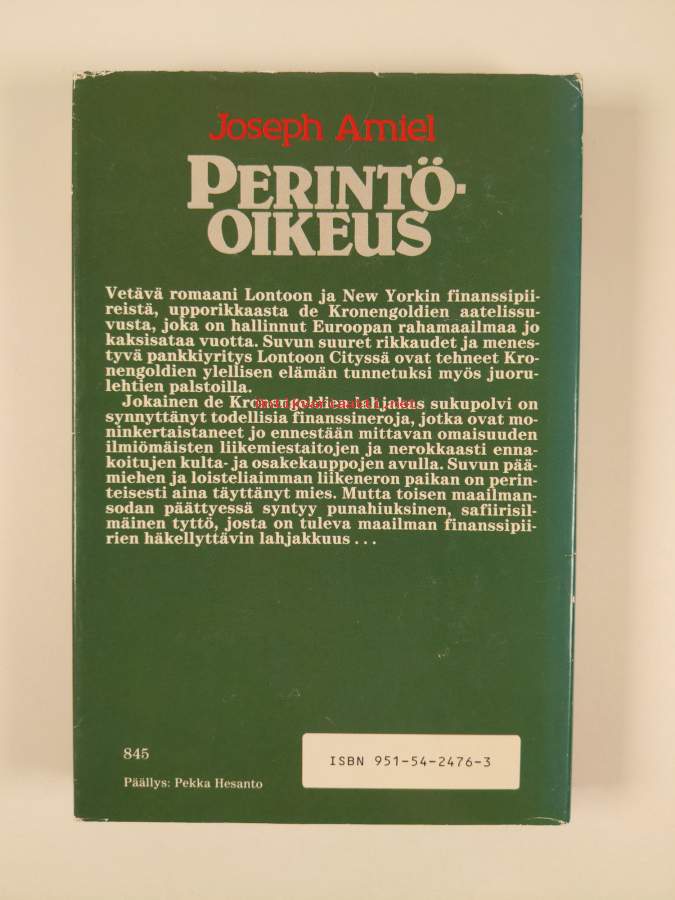 Joseph Amiel
PERINTÖ-
OIKEUS
Vetävä romaani Lontoon ja New Yorkin finanssipii-
reistä, upporikkaasta de Kronengoldien aatelissu-
vusta, joka on hallinnut Euroopan rahamaailmaa jo
kaksisataa vuotta. Suvun suuret rikkaudet ja menes-
tyvä pankkiyritys Lontoon Cityssä ovat tehneet Kro-
nengoldien ylellisen elämän tunnetuksi myös juoru-
lehtien palstoilla.
Jokainen de Kronengoldien lahjakas sukupolvi on
synnyttänyt todellisia finanssineroja, jotka ovat mo-
ninkertaistaneet jo ennestään mittavan omaisuuden
ilmiömäisten liikemiestaitojen ja nerokkaasti enna-
koitujen kulta- ja osakekauppojen avulla. Suvun pää-
miehen ja loisteliaimman liikeneron paikan on perin-
teisesti aina täyttänyt mies. Mutta toisen maailman-
sodan päättyessä syntyy punahiuksinen, safiirisil-
mäinen tyttö, josta on tuleva maailman finanssipii-
rien häkellyttävin lahjakkuus . . .
845
ISBN 951-54-2476-3
Päällys: Pekka Hesanto